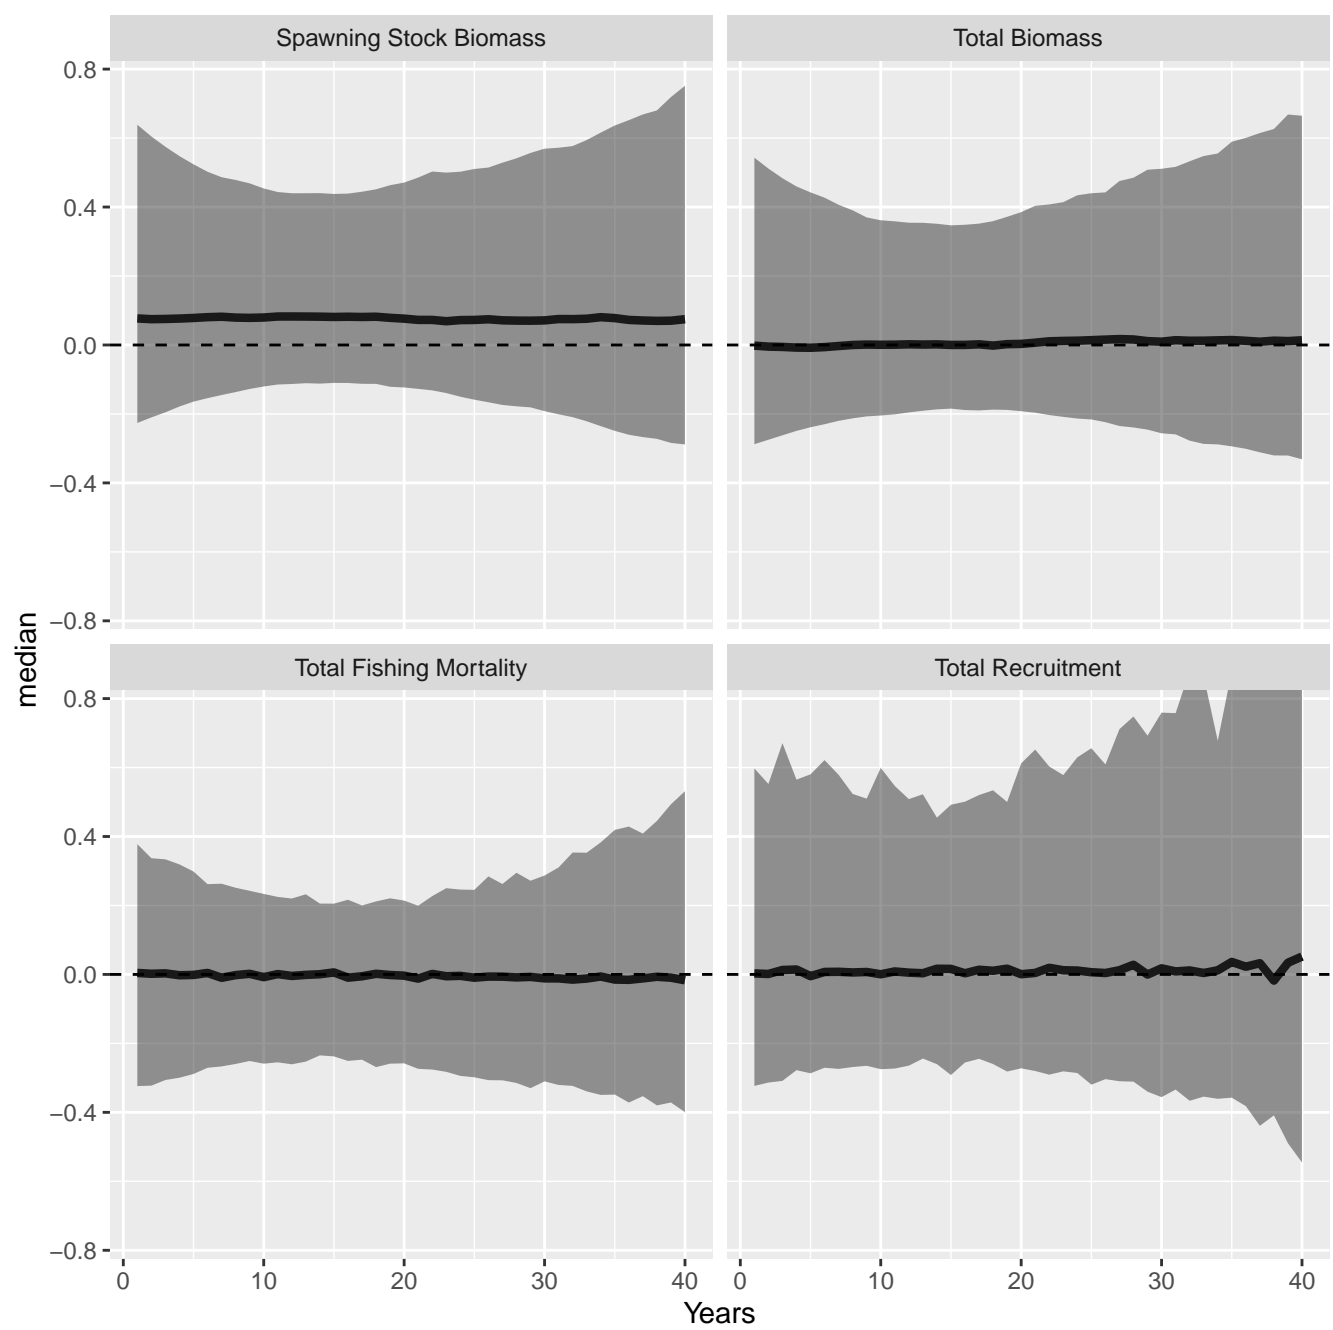 Spawning Stock Biomass
Total Biomass
0.8
0.4
0.0
−0.4
−0.8
median
Total Fishing Mortality
Total Recruitment
0.8
0.4
0.0
−0.4
−0.8
0 10 20 30 40
0 10 20 30 40
Years